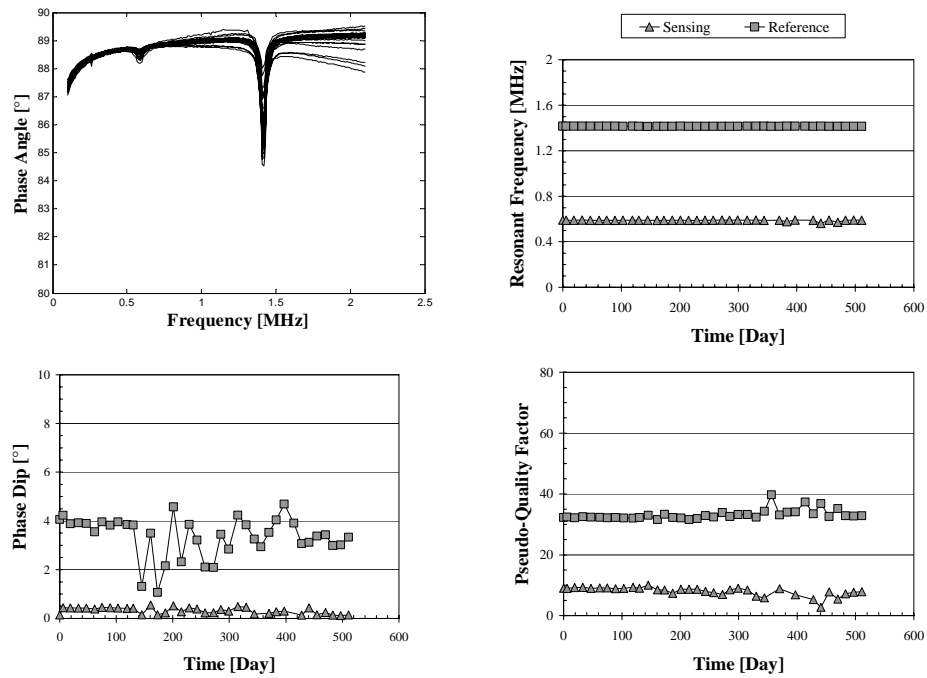 Sensing Reference
90
89
88
87
86
85
84
83
82
81
80
0 0.5 1 1.5 2 2.5
Phase Angle [°]
Frequency [MHz]
2
1.6
1.2
0.8
0.4
0
0 100 200 300 400 500 600
Resonant Frequency [MHz]
Time [Day]
10
8
6
4
2
0
0 100 200 300 400 500 600
Phase Dip [°]
Time [Day]
80
60
40
20
0
0 100 200 300 400 500 600
Pseudo-Quality Factor
Time [Day]